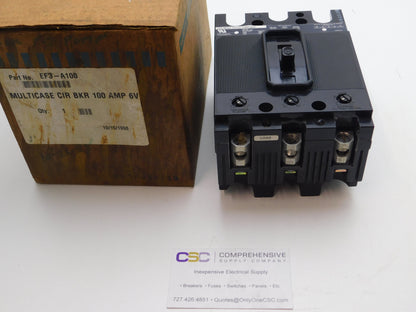 Part No. EF3-A100
MULTICASE CIR BKR 100 AMP 6V
Qty: 1
CSC COMPREHENSIVE
SUPPLY COMPANY
Inexpensive Electrical Supply
• Breakers • Fuses • Switches • Panels • Etc.
727.426.4851 • Quotes@OnlyOneCSC.com